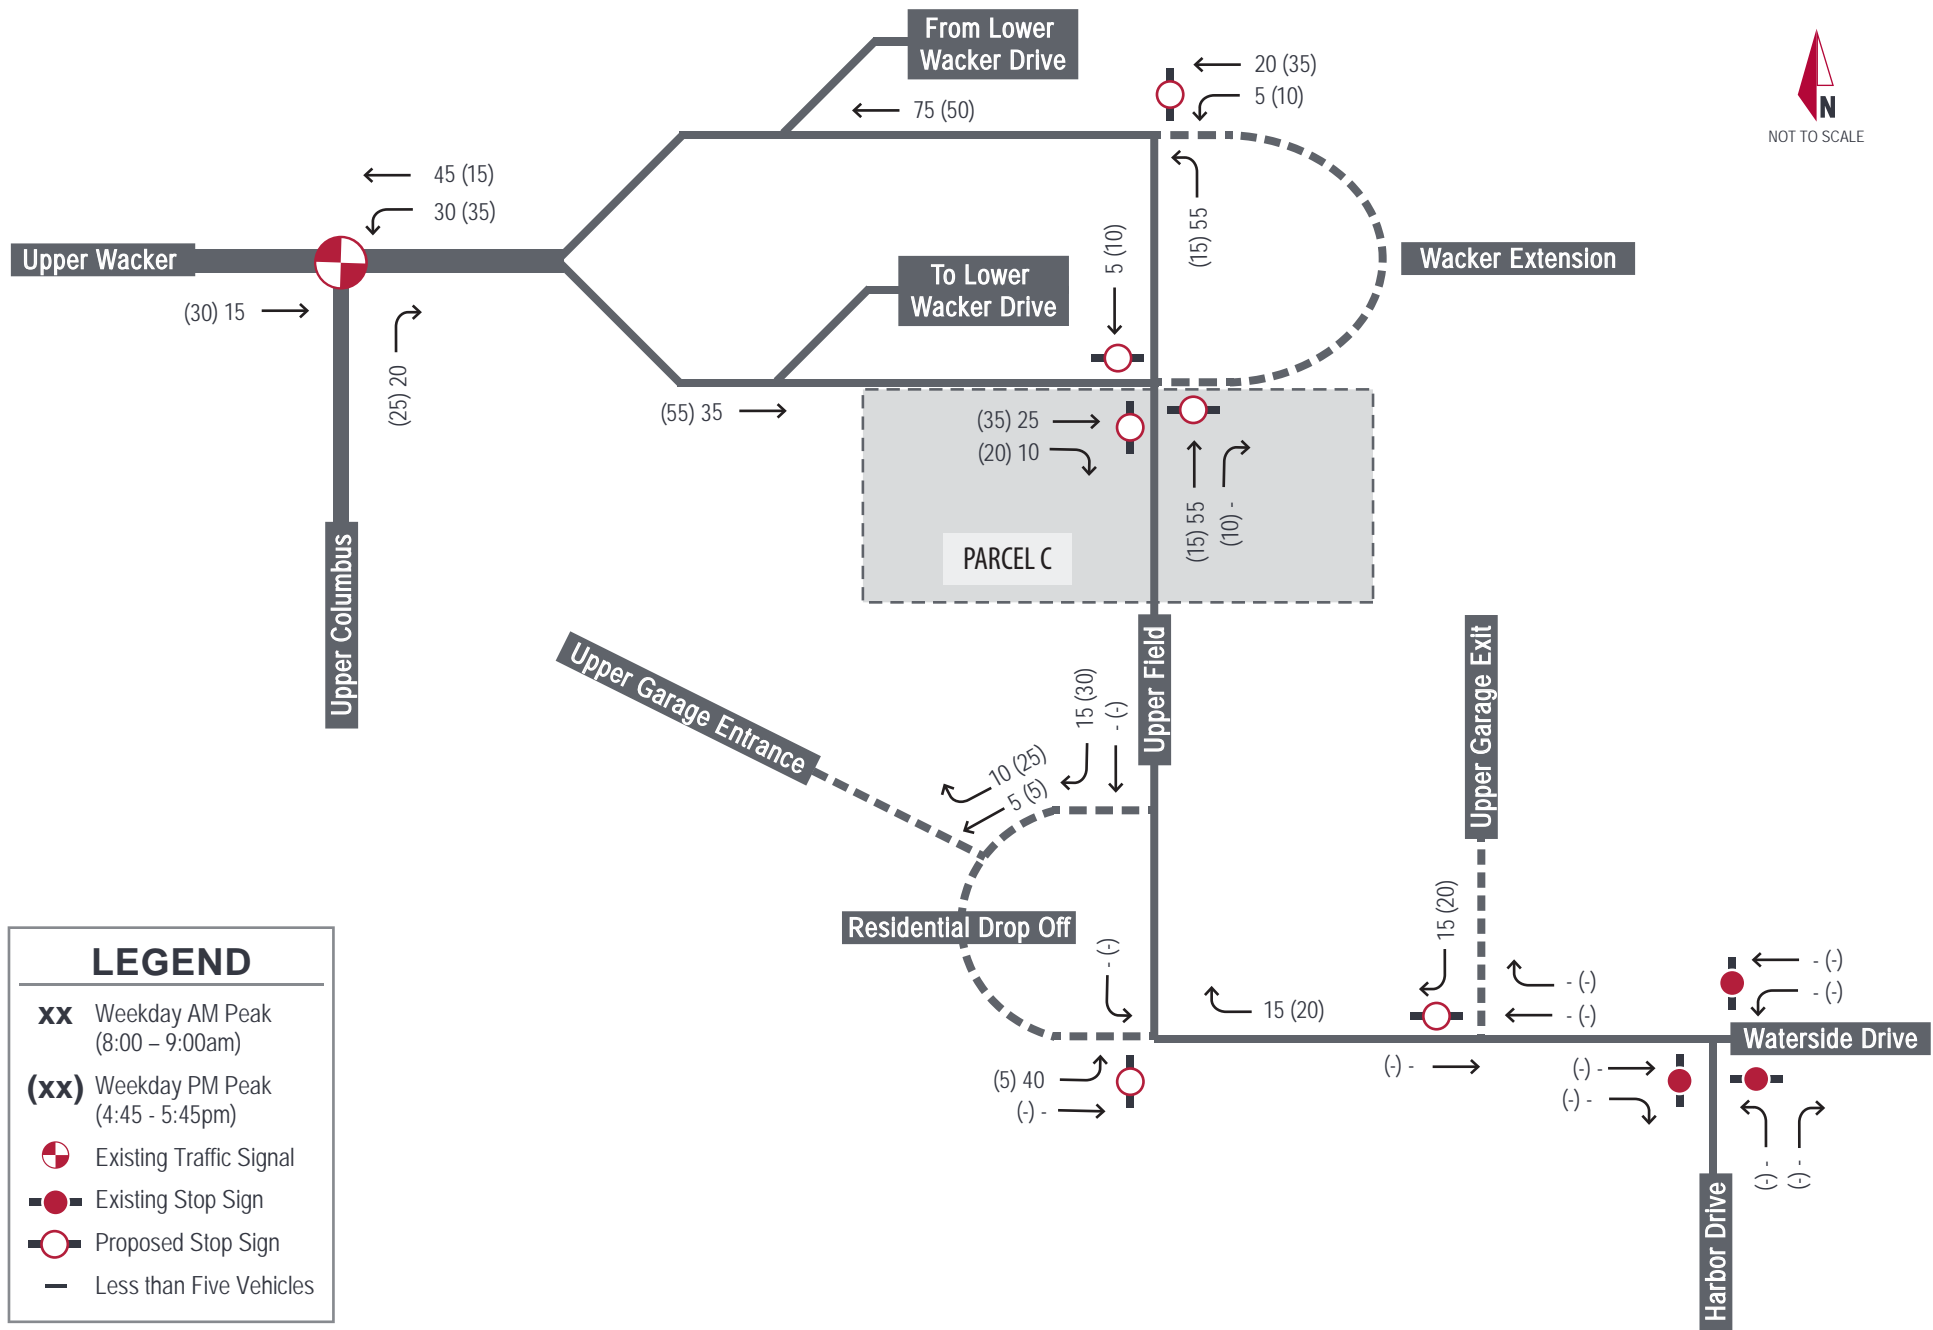 From Lower
Wacker Drive
20 (35)
5 (10)
N
NOT TO SCALE
75 (50)
45 (15)
30 (35)
Upper Wacker
(30) 15
(25) 20
Upper Columbus
To Lower
Wacker Drive
(55) 35
5 (10)
(15) 55
Wacker Extension
(35) 25
(20) 10
(15) 55
(10) -
PARCEL C
Upper Field
Upper Garage Entrance
15 (30)
- (-)
10 (25)
5 (5)
Upper Garage Exit
Residential Drop Off
- (-)
15 (20)
15 (20)
- (-)
- (-)
- (-)
- (-)
Waterside Drive
(5) 40
(-) -
(-) -
(-) -
(-) -
(-) -
(-) -
Harbor Drive
LEGEND
xx Weekday AM Peak
(8:00 – 9:00am)
(xx) Weekday PM Peak
(4:45 - 5:45pm)
Existing Traffic Signal
Existing Stop Sign
Proposed Stop Sign
— Less than Five Vehicles